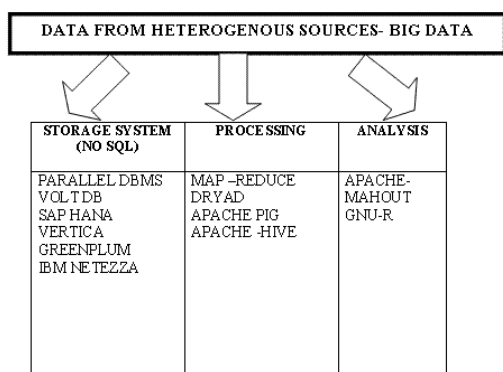 DATA FROM HETEROGENOUS SOURCES- BIG DATA
STORAGE SYSTEM
(NO SQL)
PARALLEL DBMS
VOLT DB
SAP HANA
VERTICA
GREENPLUM
IBM NETEZZA
PROCESSING
MAP –REDUCE
DRYAD
APACHE PIG
APACHE -HIVE
ANALYSIS
APACHE-
MAHOUT
GNU-R